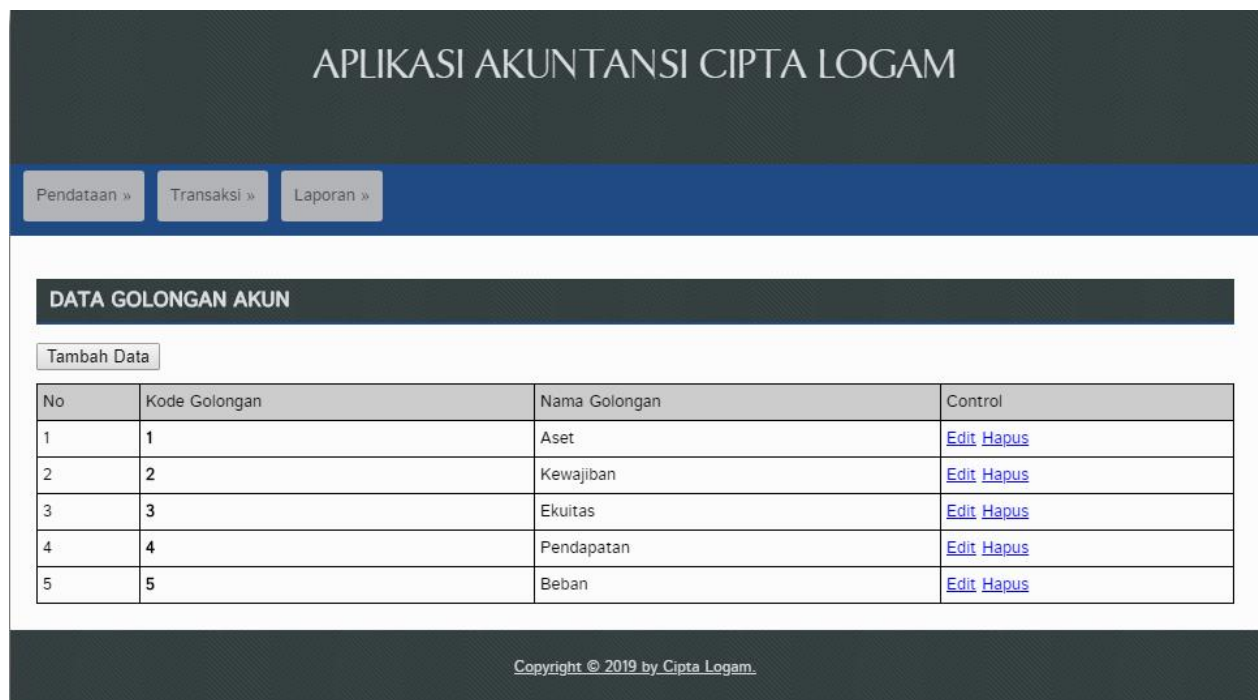 APLIKASI AKUNTANSI CIPTA LOGAM
Pendataan » Transaksi » Laporan »
DATA GOLONGAN AKUN
Tambah Data
No Kode Golongan Nama Golongan Control
1 1 Aset Edit Hapus
2 2 Kewajiban Edit Hapus
3 3 Ekuitas Edit Hapus
4 4 Pendapatan Edit Hapus
5 5 Beban Edit Hapus
Copyright © 2019 by Cipta Logam.